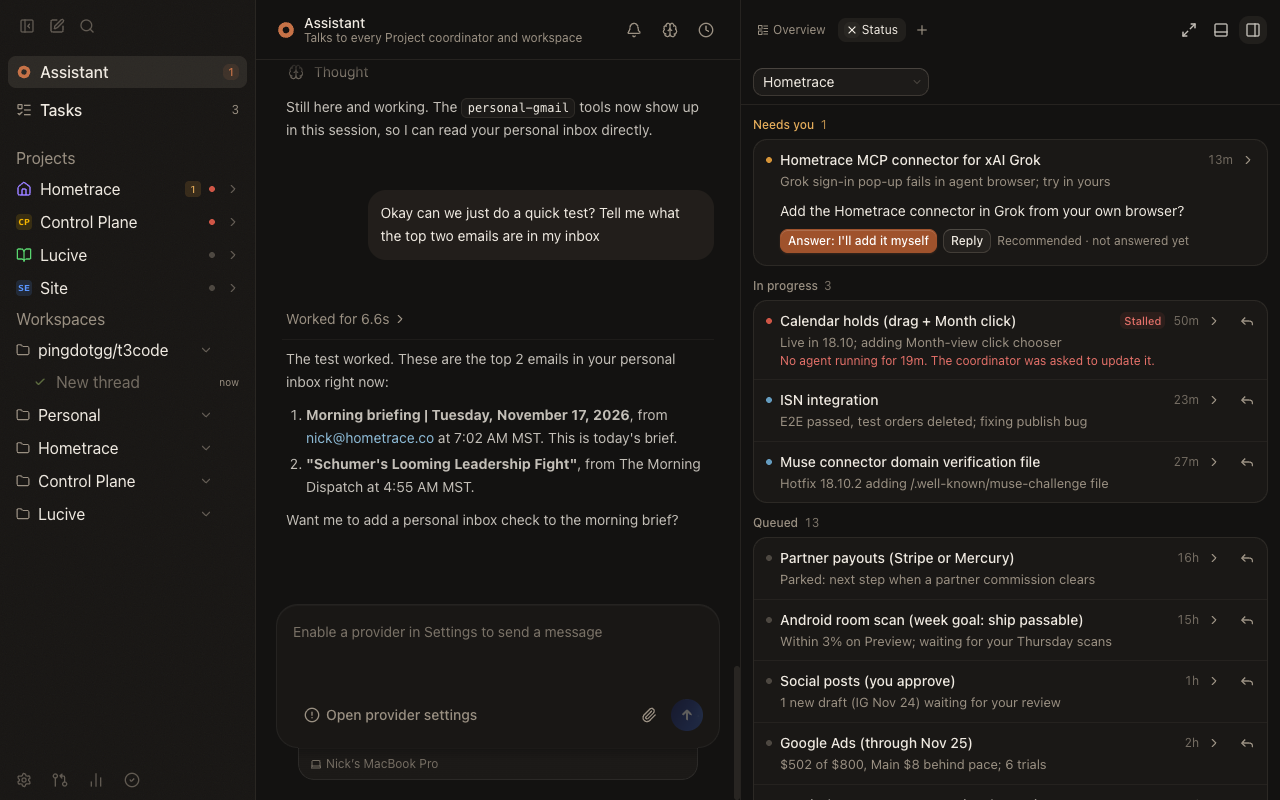 Assistant
1
Tasks
3
Projects
Hometrace
1
CP
Control Plane
Lucive
SE
Site
Workspaces
pingdotgg/t3code
New thread
now
Personal
Hometrace
Control Plane
Lucive
Assistant
Talks to every Project coordinator and workspace
Thought
Still here and working. The personal-gmail tools now show up
in this session, so I can read your personal inbox directly.
Okay can we just do a quick test? Tell me what
the top two emails are in my inbox
Worked for 6.6s
The test worked. These are the top 2 emails in your personal
inbox right now:
1. Morning briefing | Tuesday, November 17, 2026, from
nick@hometrace.co at 7:02 AM MST. This is today's brief.
2. "Schumer's Looming Leadership Fight", from The Morning
Dispatch at 4:55 AM MST.
Want me to add a personal inbox check to the morning brief?
Enable a provider in Settings to send a message
Open provider settings
Nick's MacBook Pro
Overview
Status
Hometrace
Needs you 1
Hometrace MCP connector for xAI Grok
13m
Grok sign-in pop-up fails in agent browser; try in yours
Add the Hometrace connector in Grok from your own browser?
Answer: I'll add it myself
Reply
Recommended · not answered yet
In progress 3
Calendar holds (drag + Month click)
Stalled
50m
Live in 18.10; adding Month-view click chooser
No agent running for 19m. The coordinator was asked to update it.
ISN integration
23m
E2E passed, test orders deleted; fixing publish bug
Muse connector domain verification file
27m
Hotfix 18.10.2 adding /.well-known/muse-challenge file
Queued 13
Partner payouts (Stripe or Mercury)
16h
Parked: next step when a partner commission clears
Android room scan (week goal: ship passable)
15h
Within 3% on Preview; waiting for your Thursday scans
Social posts (you approve)
1h
1 new draft (IG Nov 24) waiting for your review
Google Ads (through Nov 25)
2h
$502 of $800, Main $8 behind pace; 6 trials